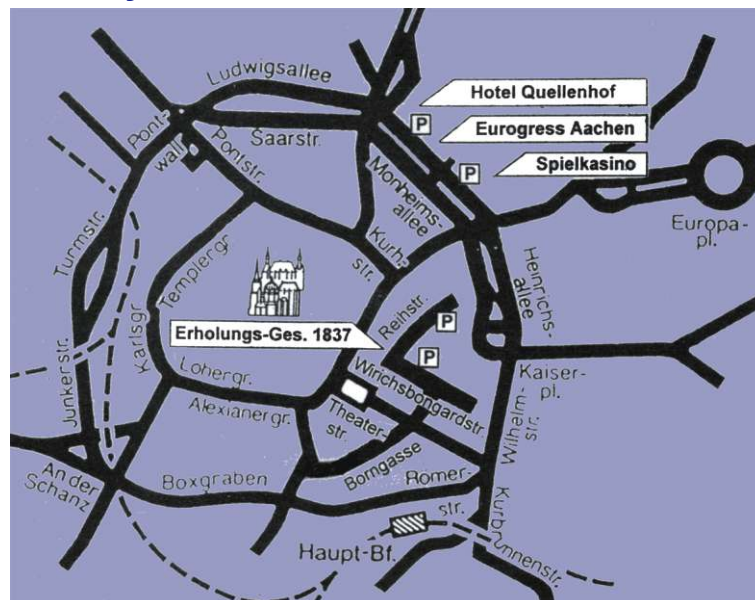 Ludwigsallee
Hotel Quellenhof
P
Eurogress Aachen
Pont-
wall
Saarstr.
Spielkasino
P
Pontstr.
Monheims-
allee
Europa-
pl.
Turmstr.
Templergr.
Kurh.-
str.
Heinrichs-
allee
Karlsgr
Reihstr.
P
Erholungs-Ges. 1837
P
Junkerstr.
Lohergr.
Wirichsbongardstr.
Kaiser-
pl.
Alexianergr.
Theater-
str.
Wilhelm-
str.
Borngasse
An der
Schanz
Boxgraben
Römer-
str.
Kurbrunnenstr.
Haupt-Bf.